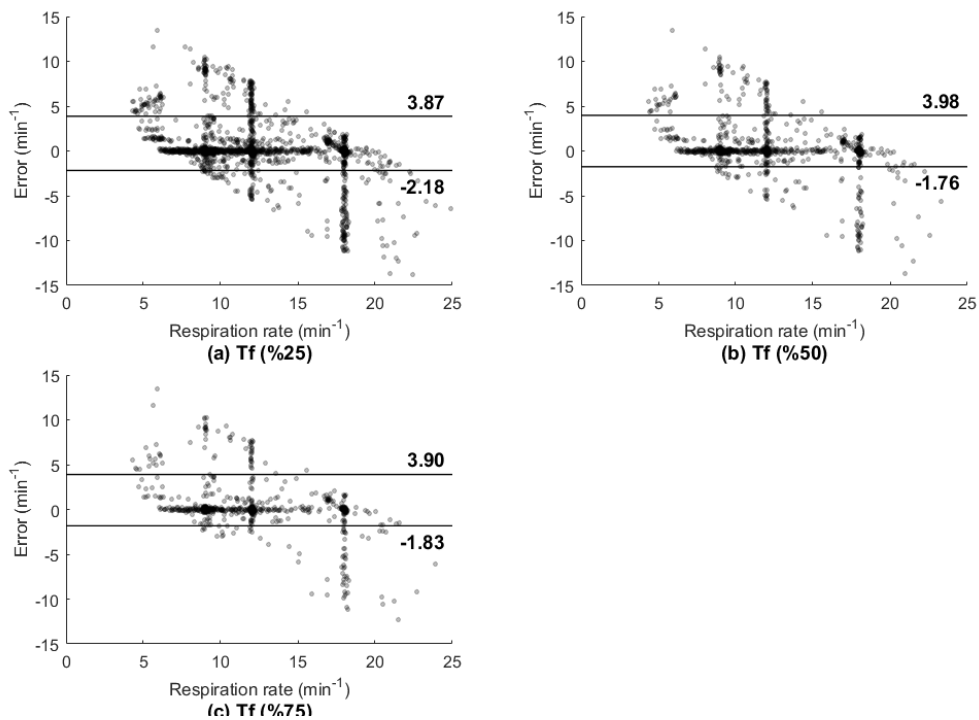 15
10
5
0
-5
-10
-15
Error (min-1)
3.87
-2.18
0 5 10 15 20 25
Respiration rate (min-1)
(a) Tf (%25)
15
10
5
0
-5
-10
-15
Error (min-1)
3.98
-1.76
0 5 10 15 20 25
Respiration rate (min-1)
(b) Tf (%50)
15
10
5
0
-5
-10
-15
Error (min-1)
3.90
-1.83
0 5 10 15 20 25
Respiration rate (min-1)
(c) Tf (%75)